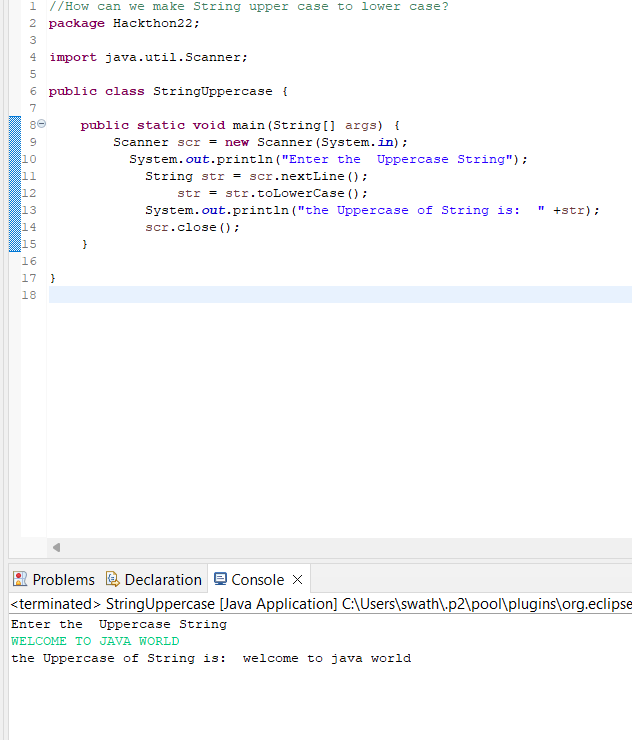 1 //How can we make String upper case to lower case?
2 package Hackthon22;
3
4 import java.util.Scanner;
5
6 public class StringUppercase {
7
8 public static void main(String[] args) {
9 Scanner scr = new Scanner(System.in);
10 System.out.println("Enter the  Uppercase String");
11 String str = scr.nextLine();
12 str = str.toLowerCase();
13 System.out.println("the Uppercase of String is:  " +str);
14 scr.close();
15 }
16
17 }
18
Problems Declaration Console
<terminated> StringUppercase [Java Application] C:\Users\swath\.p2\pool\plugins\org.eclipse
Enter the  Uppercase String
WELCOME TO JAVA WORLD
the Uppercase of String is:  welcome to java world